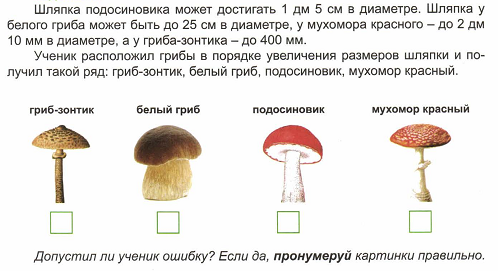 Шляпка подосиновика может достигать 1 дм 5 см в диаметре. Шляпка у
белого гриба может быть до 25 см в диаметре, у мухомора красного – до 2 дм
10 мм в диаметре, а у гриба-зонтика – до 400 мм.
Ученик расположил грибы в порядке увеличения размеров шляпки и по-
лучил такой ряд: гриб-зонтик, белый гриб, подосиновик, мухомор красный.
гриб-зонтик белый гриб подосиновик мухомор красный
Допустил ли ученик ошибку? Если да, пронумеруй картинки правильно.